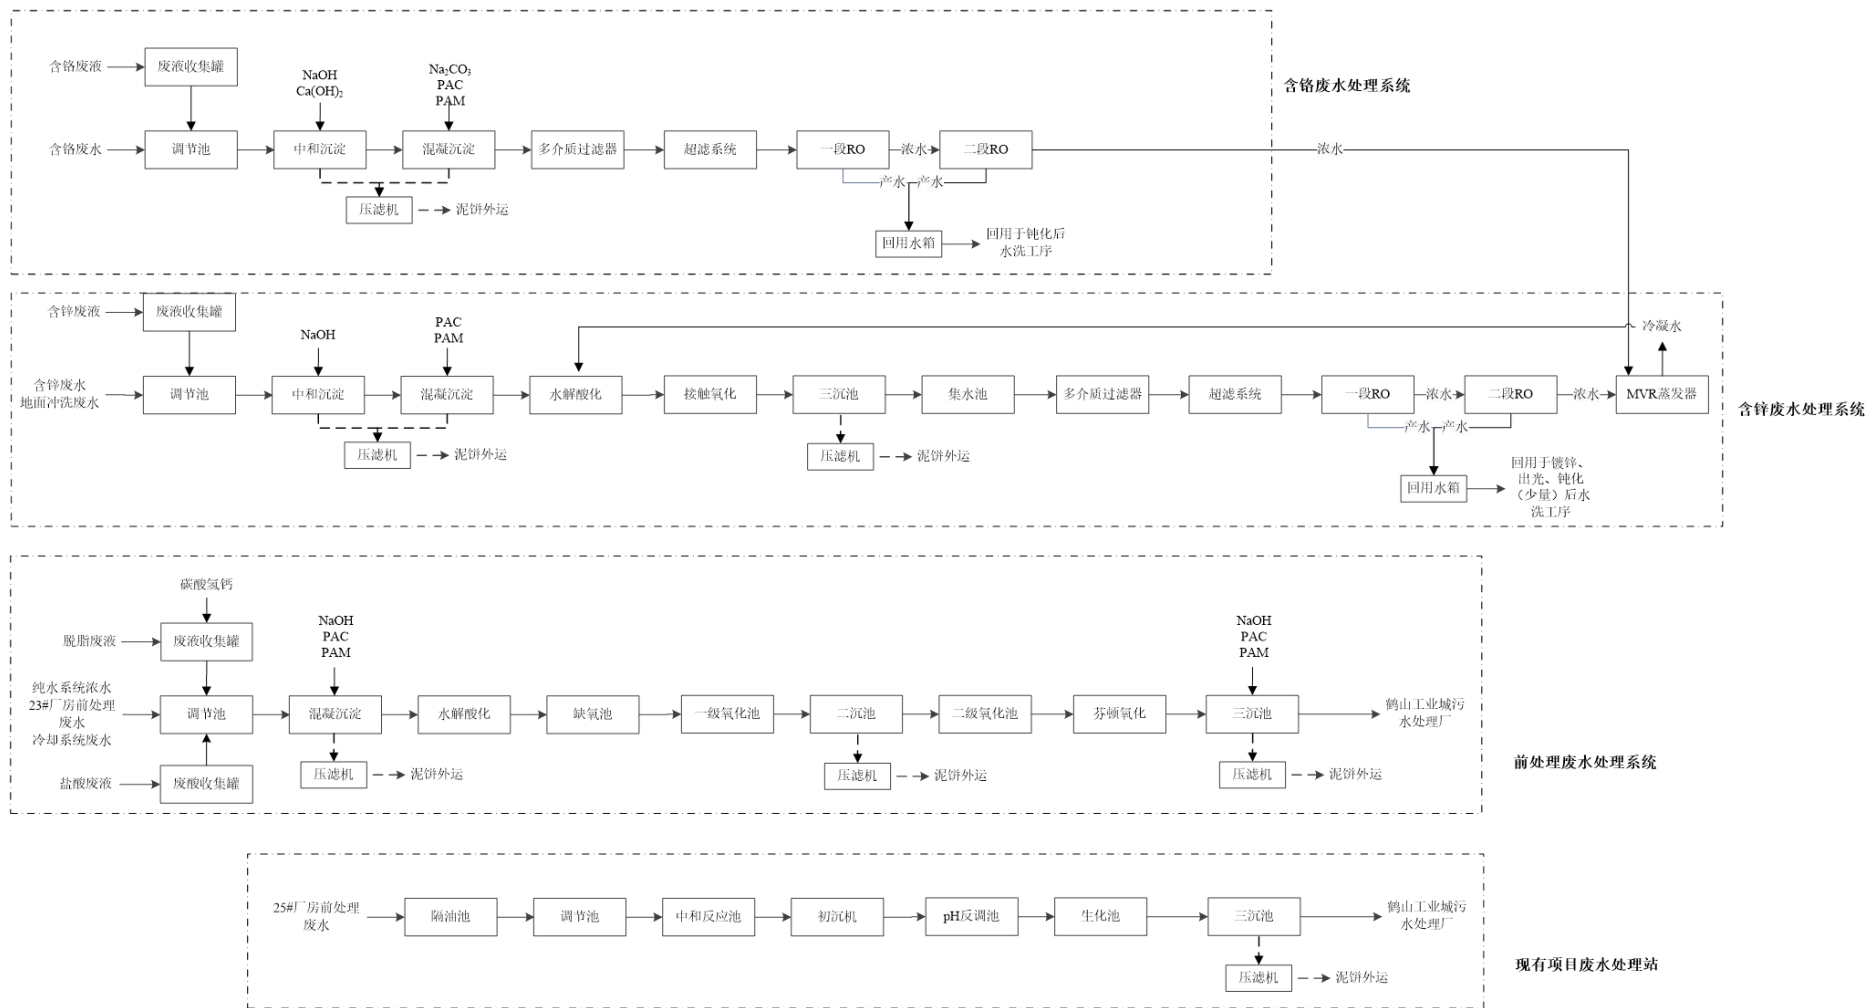 含铬废液
废液收集罐
NaOH
Ca(OH)₂
Na₂CO₃
PAC
PAM
含铬废水处理系统
含铬废水
调节池
中和沉淀
混凝沉淀
多介质过滤器
超滤系统
一段RO
浓水
二段RO
浓水
产水
产水
压滤机
泥饼外运
回用水箱
回用于钝化后
水洗工序
含锌废液
废液收集罐
NaOH
PAC
PAM
冷凝水
含锌废水
地面冲洗废水
调节池
中和沉淀
混凝沉淀
水解酸化
接触氧化
三沉池
集水池
多介质过滤器
超滤系统
一段RO
浓水
二段RO
浓水
MVR蒸发器
含锌废水处理系统
产水
产水
压滤机
泥饼外运
压滤机
泥饼外运
回用水箱
回用于镀锌、
出光、钝化
（少量）后水
洗工序
碳酸氢钙
脱脂废液
废液收集罐
NaOH
PAC
PAM
NaOH
PAC
PAM
纯水系统浓水
23#厂房前处理
废水
冷却系统废水
调节池
混凝沉淀
水解酸化
缺氧池
一级氧化池
二沉池
二级氧化池
芬顿氧化
三沉池
鹤山工业城污
水处理厂
盐酸废液
废酸收集罐
压滤机
泥饼外运
压滤机
泥饼外运
压滤机
泥饼外运
前处理废水处理系统
25#厂房前处理
废水
隔油池
调节池
中和反应池
初沉机
pH反调池
生化池
三沉池
鹤山工业城污
水处理厂
压滤机
泥饼外运
现有项目废水处理站